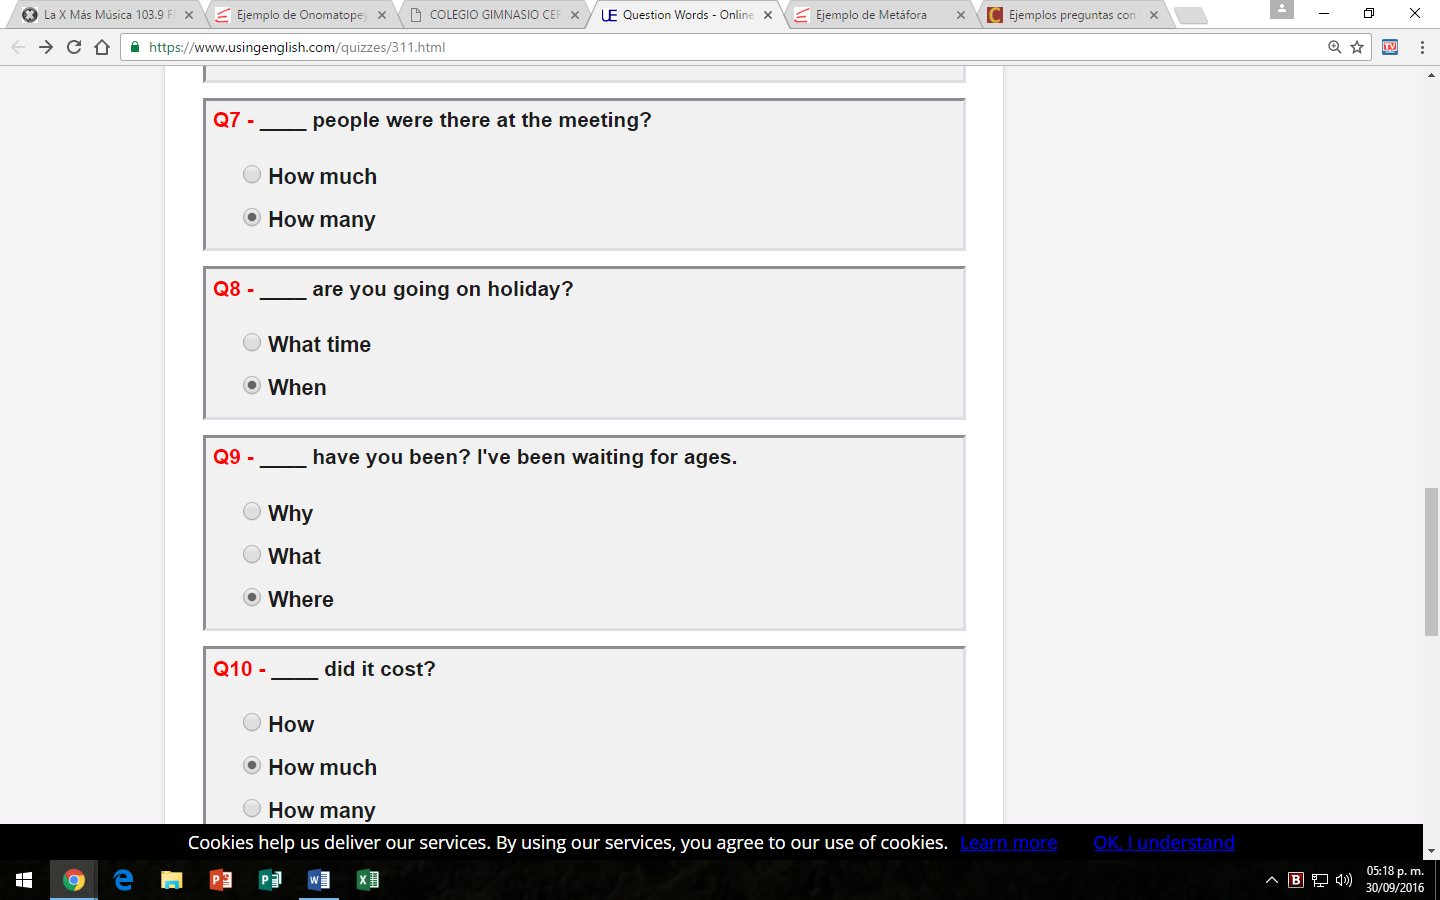 La X Más Música 103.9 F
Ejemplo de Onomatopey
COLEGIO GIMNASIO CER
UE Question Words - Online
Ejemplo de Metáfora
C Ejemplos preguntas con
https://www.usingenglish.com/quizzes/311.html
TV
Q7 - ____ people were there at the meeting?
How much
How many
Q8 - ____ are you going on holiday?
What time
When
Q9 - ____ have you been? I've been waiting for ages.
Why
What
Where
Q10 - ____ did it cost?
How
How much
How many
Cookies help us deliver our services. By using our services, you agree to our use of cookies. Learn more OK, I understand
05:18 p. m.
30/09/2016